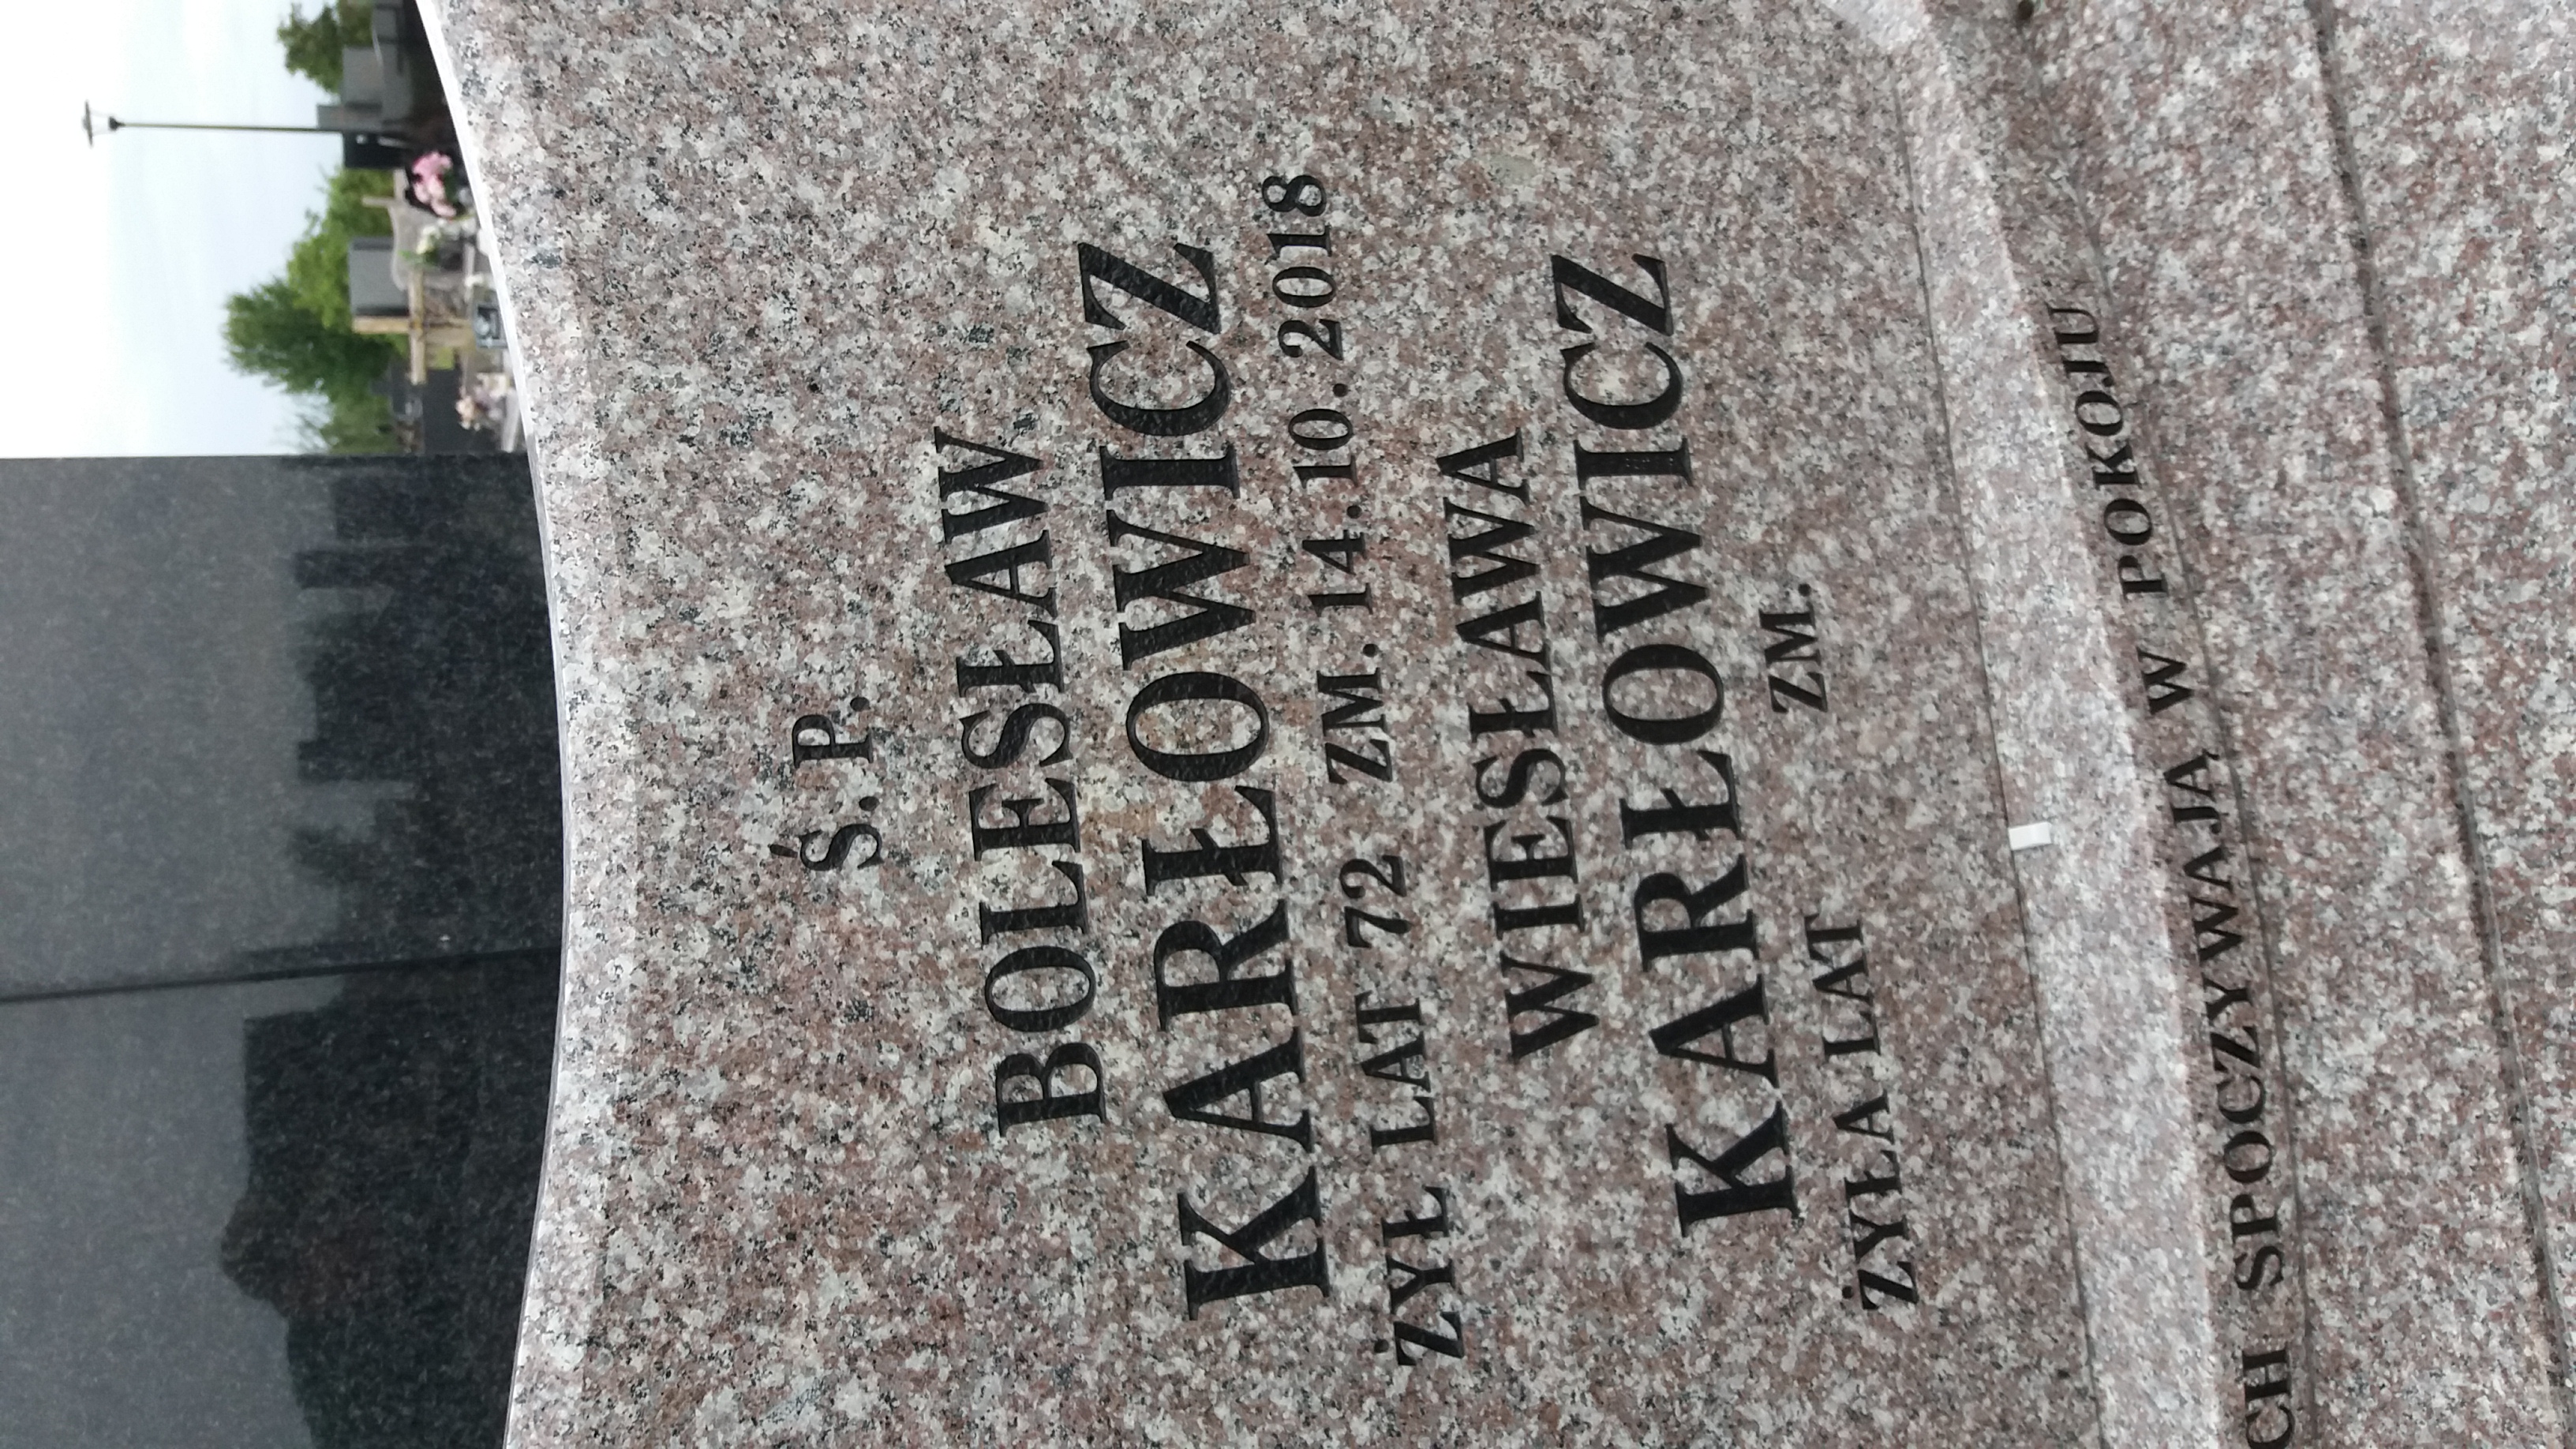 Ś.P.
BOLESŁAW
KARŁOWICZ
ŻYŁ LAT 72 ZM. 14.10.2018
WIESŁAWA
KARŁOWICZ
ŻYŁA LAT ZM.
CH SPOCZYWAJĄ W POKOJU